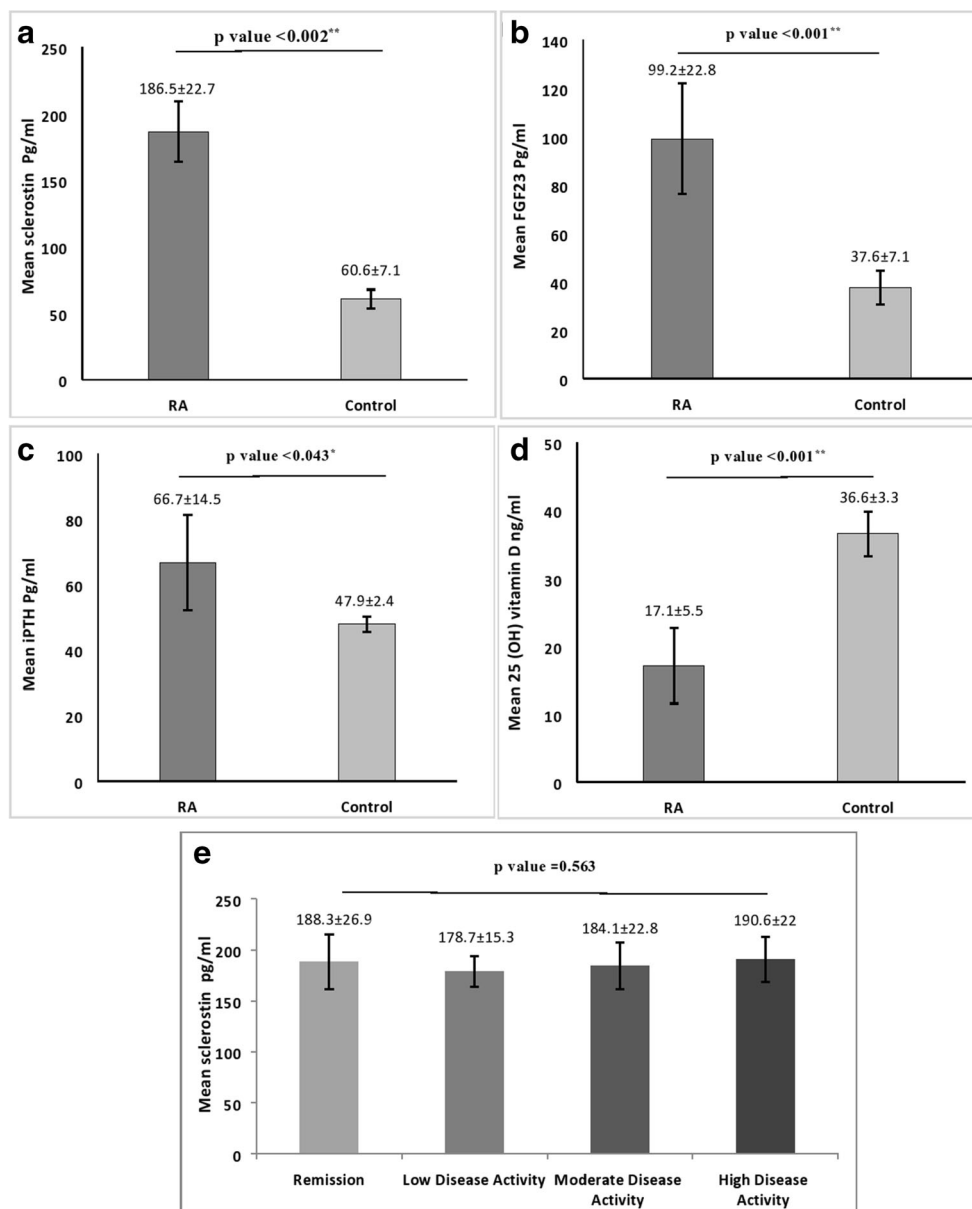 a
p value <0.002**
250
200
150
100
50
0
Mean sclerostin Pg/ml
186.5±22.7
60.6±7.1
RA Control
b
p value <0.001**
140
120
100
80
60
40
20
0
Mean FGF23 Pg/ml
99.2±22.8
37.6±7.1
RA Control
c
p value <0.043*
100
80
60
40
20
0
Mean iPTH Pg/ml
66.7±14.5
47.9±2.4
RA Control
d
p value <0.001**
50
40
30
20
10
0
Mean 25 (OH) vitamin D ng/ml
17.1±5.5
36.6±3.3
RA Control
e
p value =0.563
250
200
150
100
50
0
Mean sclerostin pg/ml
188.3±26.9
178.7±15.3
184.1±22.8
190.6±22
Remission Low Disease Activity Moderate Disease High Disease
Activity Activity